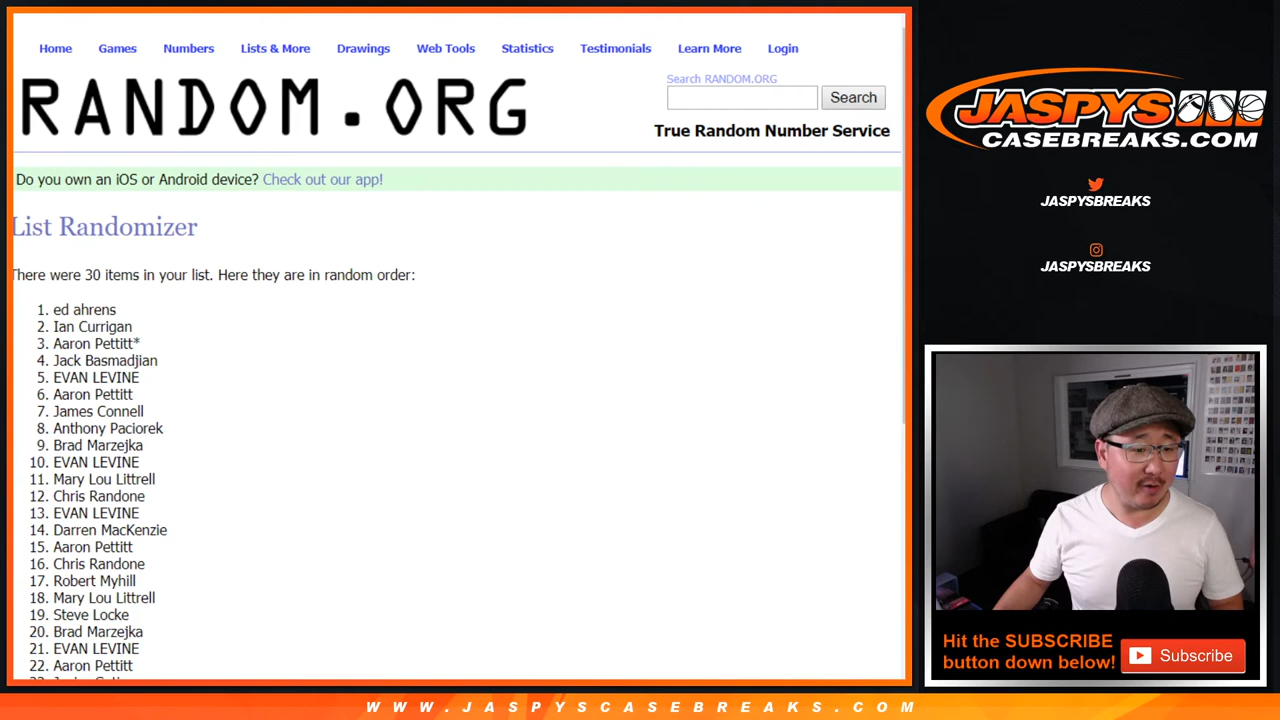 Home Games Numbers Lists & More Drawings Web Tools Statistics Testimonials Learn More Login
RANDOM.ORG
Search RANDOM.ORG
Search
True Random Number Service
Do you own an iOS or Android device? Check out our app!
List Randomizer
There were 30 items in your list. Here they are in random order:
1. ed ahrens
2. Ian Currigan
3. Aaron Pettitt*
4. Jack Basmadjian
5. EVAN LEVINE
6. Aaron Pettitt
7. James Connell
8. Anthony Paciorek
9. Brad Marzejka
10. EVAN LEVINE
11. Mary Lou Littrell
12. Chris Randone
13. EVAN LEVINE
14. Darren MacKenzie
15. Aaron Pettitt
16. Chris Randone
17. Robert Myhill
18. Mary Lou Littrell
19. Steve Locke
20. Brad Marzejka
21. EVAN LEVINE
22. Aaron Pettitt
JASPYS
CASEBREAKS.COM
JASPYSBREAKS
JASPYSBREAKS
Hit the SUBSCRIBE
button down below!
Subscribe
WWW.JASPYSCASEBREAKS.COM